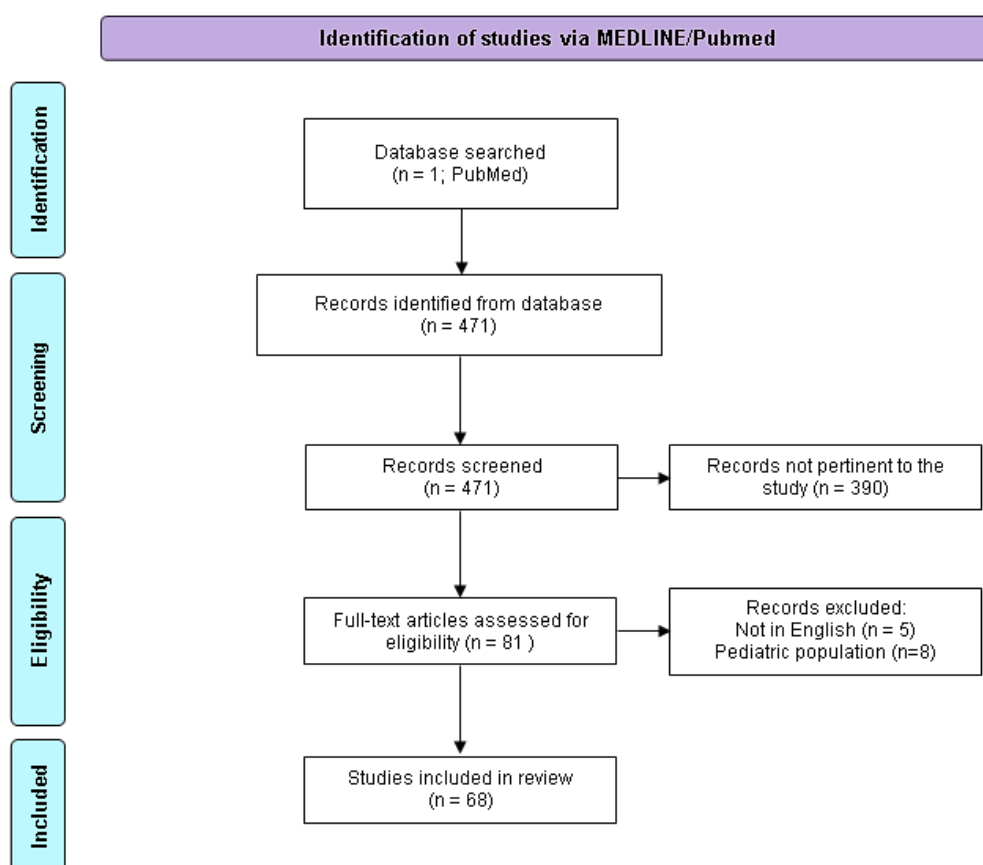 Identification of studies via MEDLINE/Pubmed
Identification
Database searched
(n = 1; PubMed)
Screening
Records identified from database
(n = 471)
Records screened
(n = 471)
Records not pertinent to the
study (n = 390)
Eligibility
Full-text articles assessed for
eligibility (n = 81 )
Records excluded:
Not in English (n = 5)
Pediatric population (n=8)
Included
Studies included in review
(n = 68)